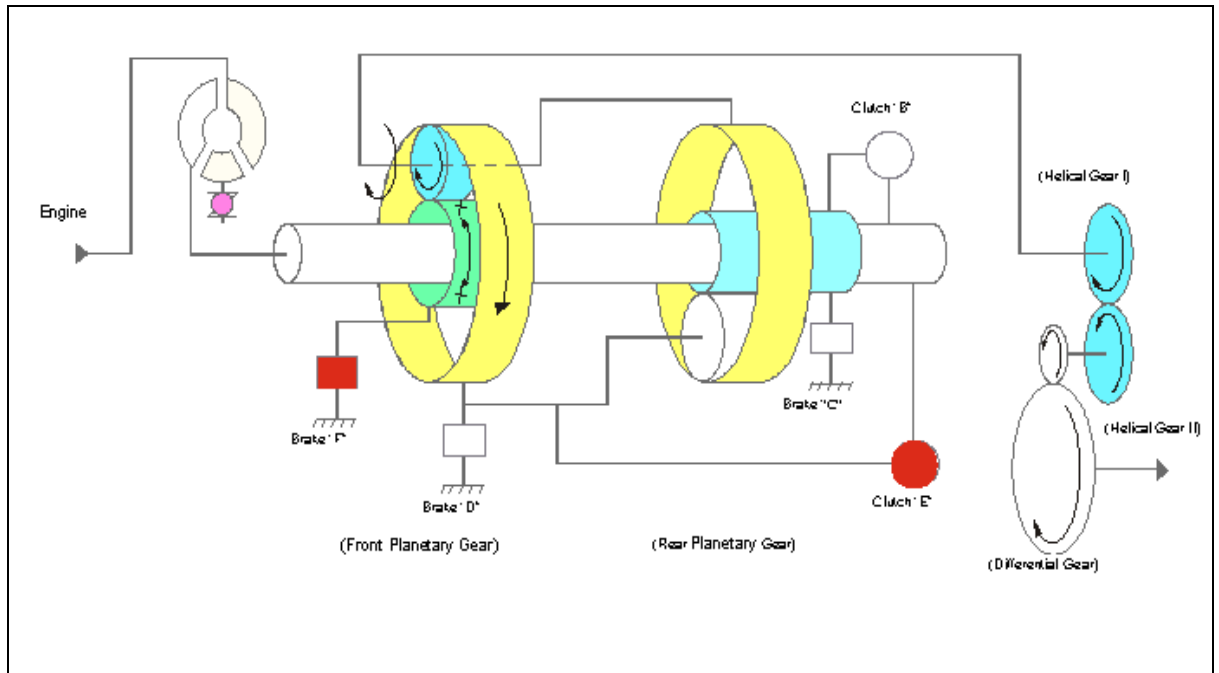 Clutch "B"
(Helical Gear I)
Engine
Brake "C"
(Helical Gear II)
Brake "F"
Brake "D"
Clutch "E"
(Front Planetary Gear)
(Rear Planetary Gear)
(Differential Gear)